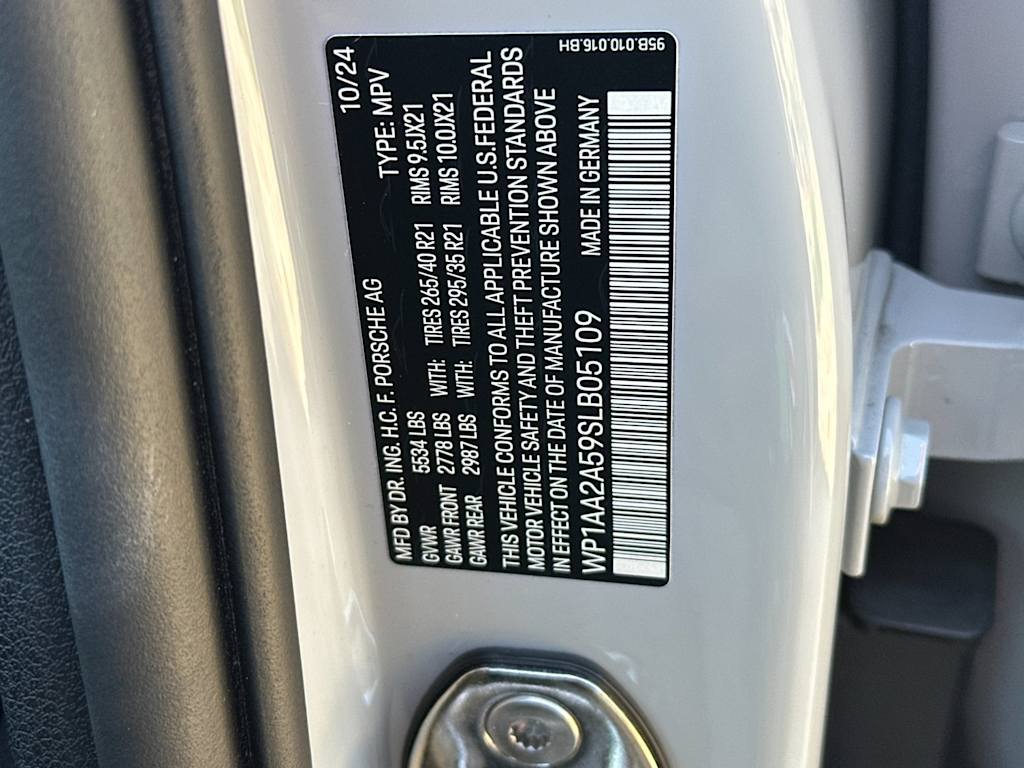 MFD BY DR. ING. H.C. F. PORSCHE AG 10/24
GVWR 5534 LBS TYPE: MPV
GAWR FRONT 2778 LBS WITH: TIRES 265/40 R21 RIMS 9.5JX21
GAWR REAR 2987 LBS WITH: TIRES 295/35 R21 RIMS 10.0JX21
THIS VEHICLE CONFORMS TO ALL APPLICABLE U.S.FEDERAL
MOTOR VEHICLE SAFETY AND THEFT PREVENTION STANDARDS
IN EFFECT ON THE DATE OF MANUFACTURE SHOWN ABOVE
WP1AA2A59SLB05109 MADE IN GERMANY
95B.010.016.BH